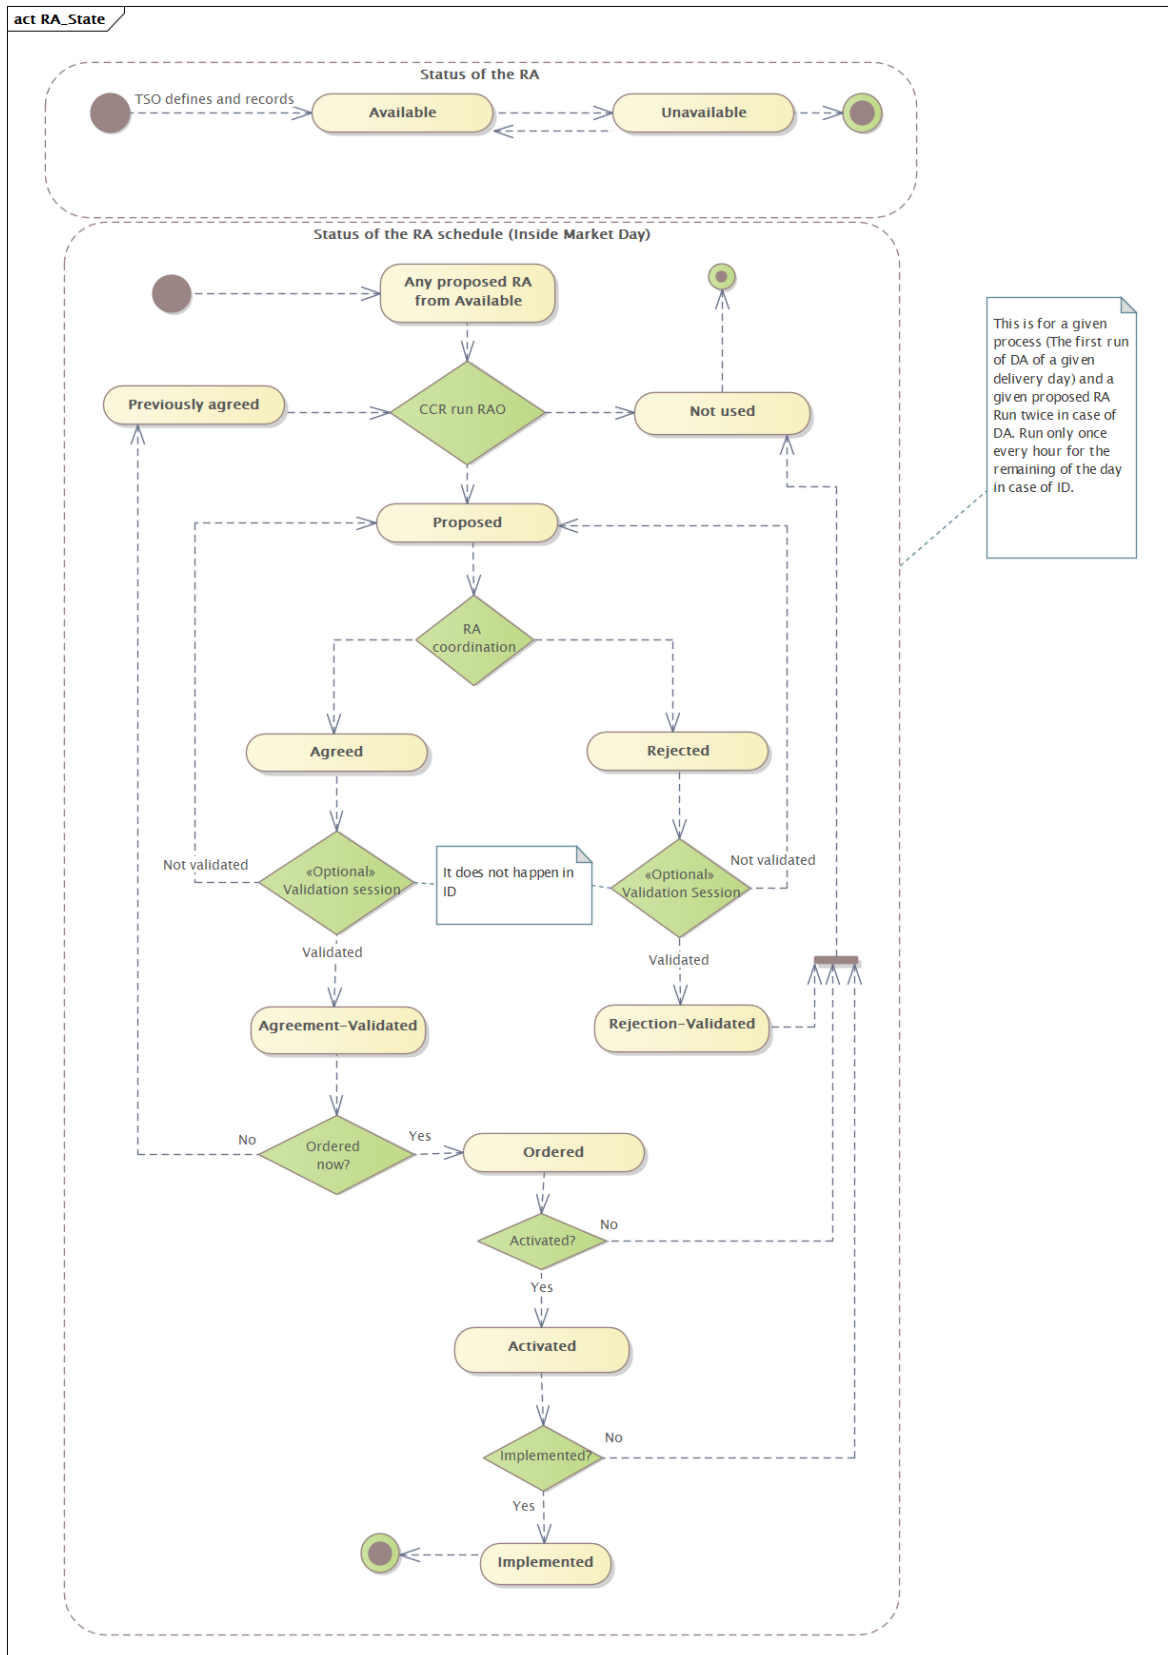 act RA_State
Status of the RA
TSO defines and records
Available
Unavailable
Status of the RA schedule (Inside Market Day)
Any proposed RA
from Available
This is for a given
process (The first run
of DA of a given
delivery day) and a
given proposed RA
Run twice in case of
DA. Run only once
every hour for the
remaining of the day
in case of ID.
Previously agreed
CCR run RAO
Not used
Proposed
RA
coordination
Agreed
Rejected
Not validated
«Optional»
Validation session
It does not happen in
ID
«Optional»
Validation Session
Not validated
Validated
Validated
Agreement-Validated
Rejection-Validated
No
Ordered
now?
Yes
Ordered
Activated?
No
Yes
Activated
Implemented?
No
Yes
Implemented